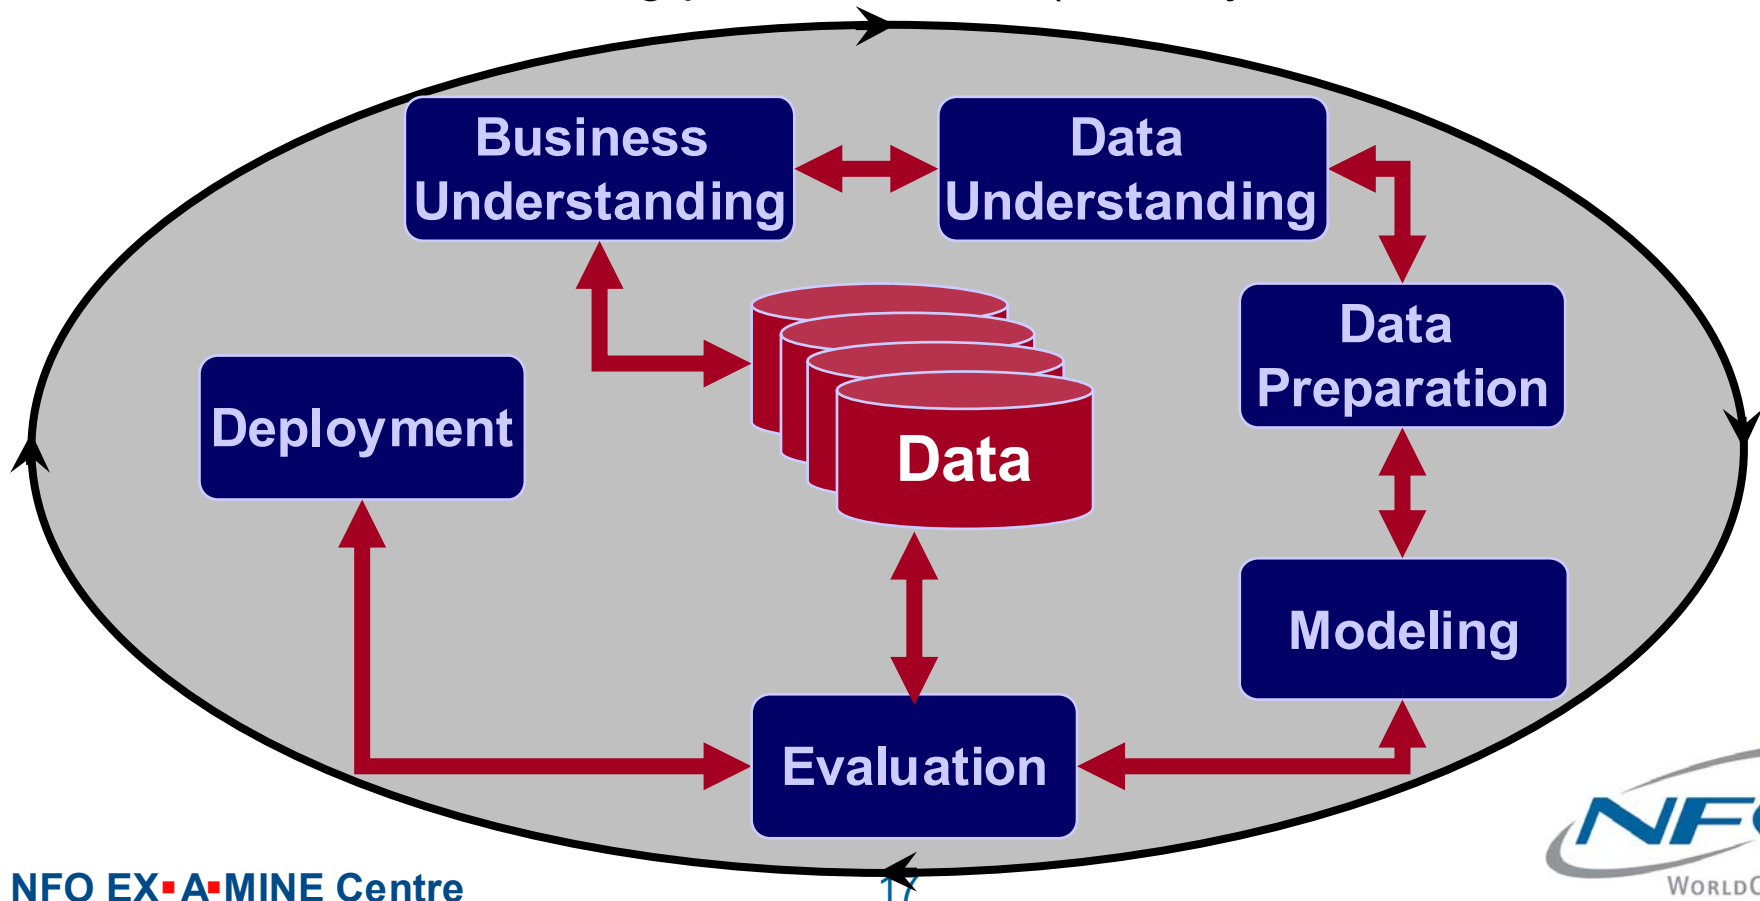 Business
Understanding
Data
Understanding
Data
Preparation
Deployment
Data
Modeling
Evaluation
NFO EX▪A▪MINE Centre
17